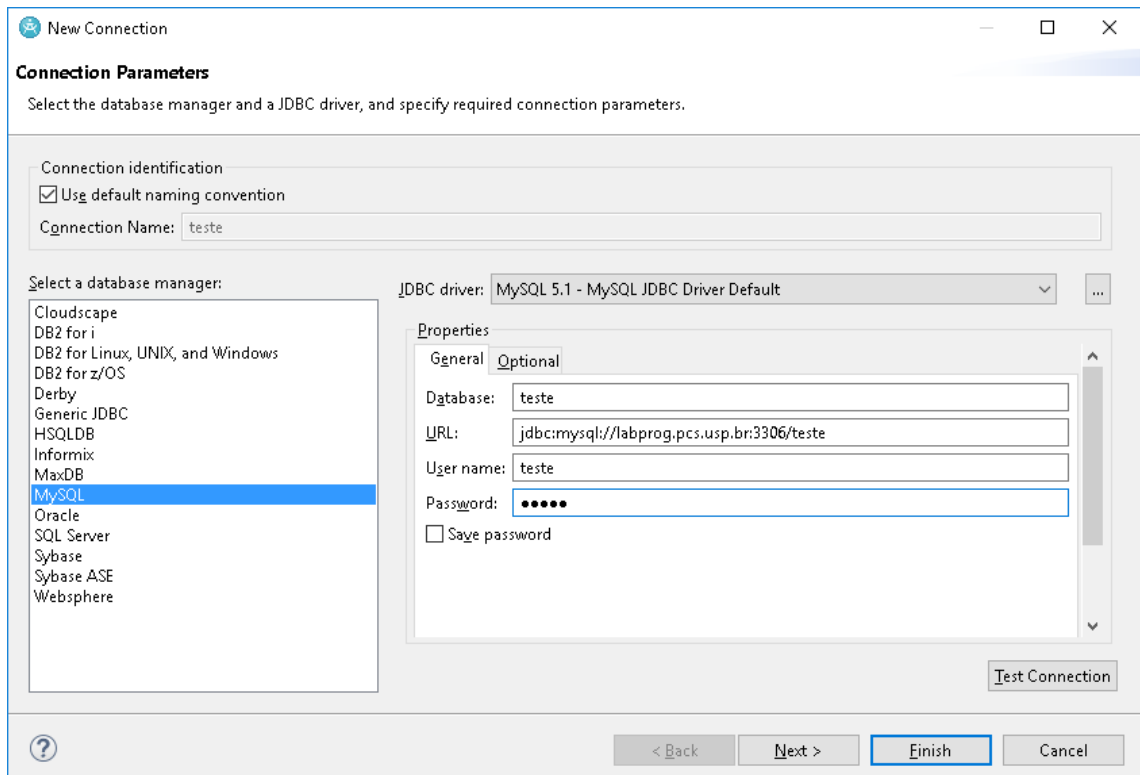 New Connection
Connection Parameters
Select the database manager and a JDBC driver, and specify required connection parameters.
Connection identification
Use default naming convention
Connection Name: teste
Select a database manager:
Cloudscape
DB2 for i
DB2 for Linux, UNIX, and Windows
DB2 for z/OS
Derby
Generic JDBC
HSQLDB
Informix
MaxDB
MySQL
Oracle
SQL Server
Sybase
Sybase ASE
Websphere
JDBC driver: MySQL 5.1 - MySQL JDBC Driver Default
...
Properties
General Optional
Database: teste
URL: jdbc:mysql://labprog.pcs.usp.br:3306/teste
User name: teste
Password: •••••
Save password
Test Connection
? < Back Next > Finish Cancel